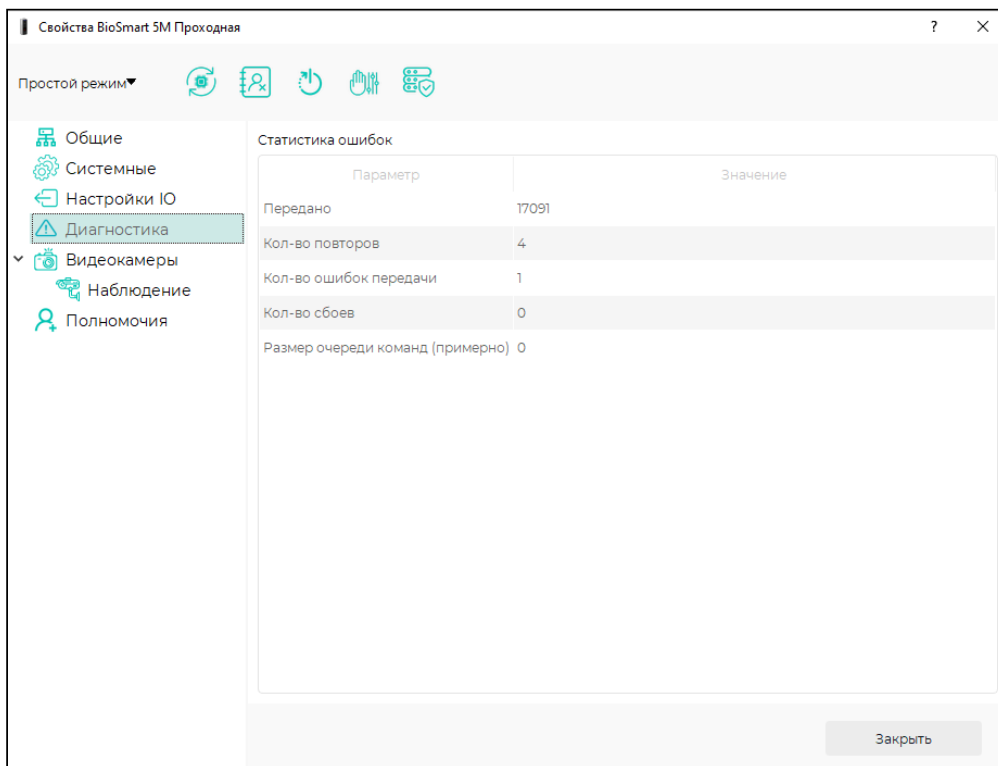 Свойства BioSmart 5M Проходная
?
Простой режим
Общие
Системные
Настройки IO
Диагностика
Видеокамеры
Наблюдение
Полномочия
Статистика ошибок
Параметр Значение
Передано 17091
Кол-во повторов 4
Кол-во ошибок передачи 1
Кол-во сбоев 0
Размер очереди команд (примерно) 0
Закрыть